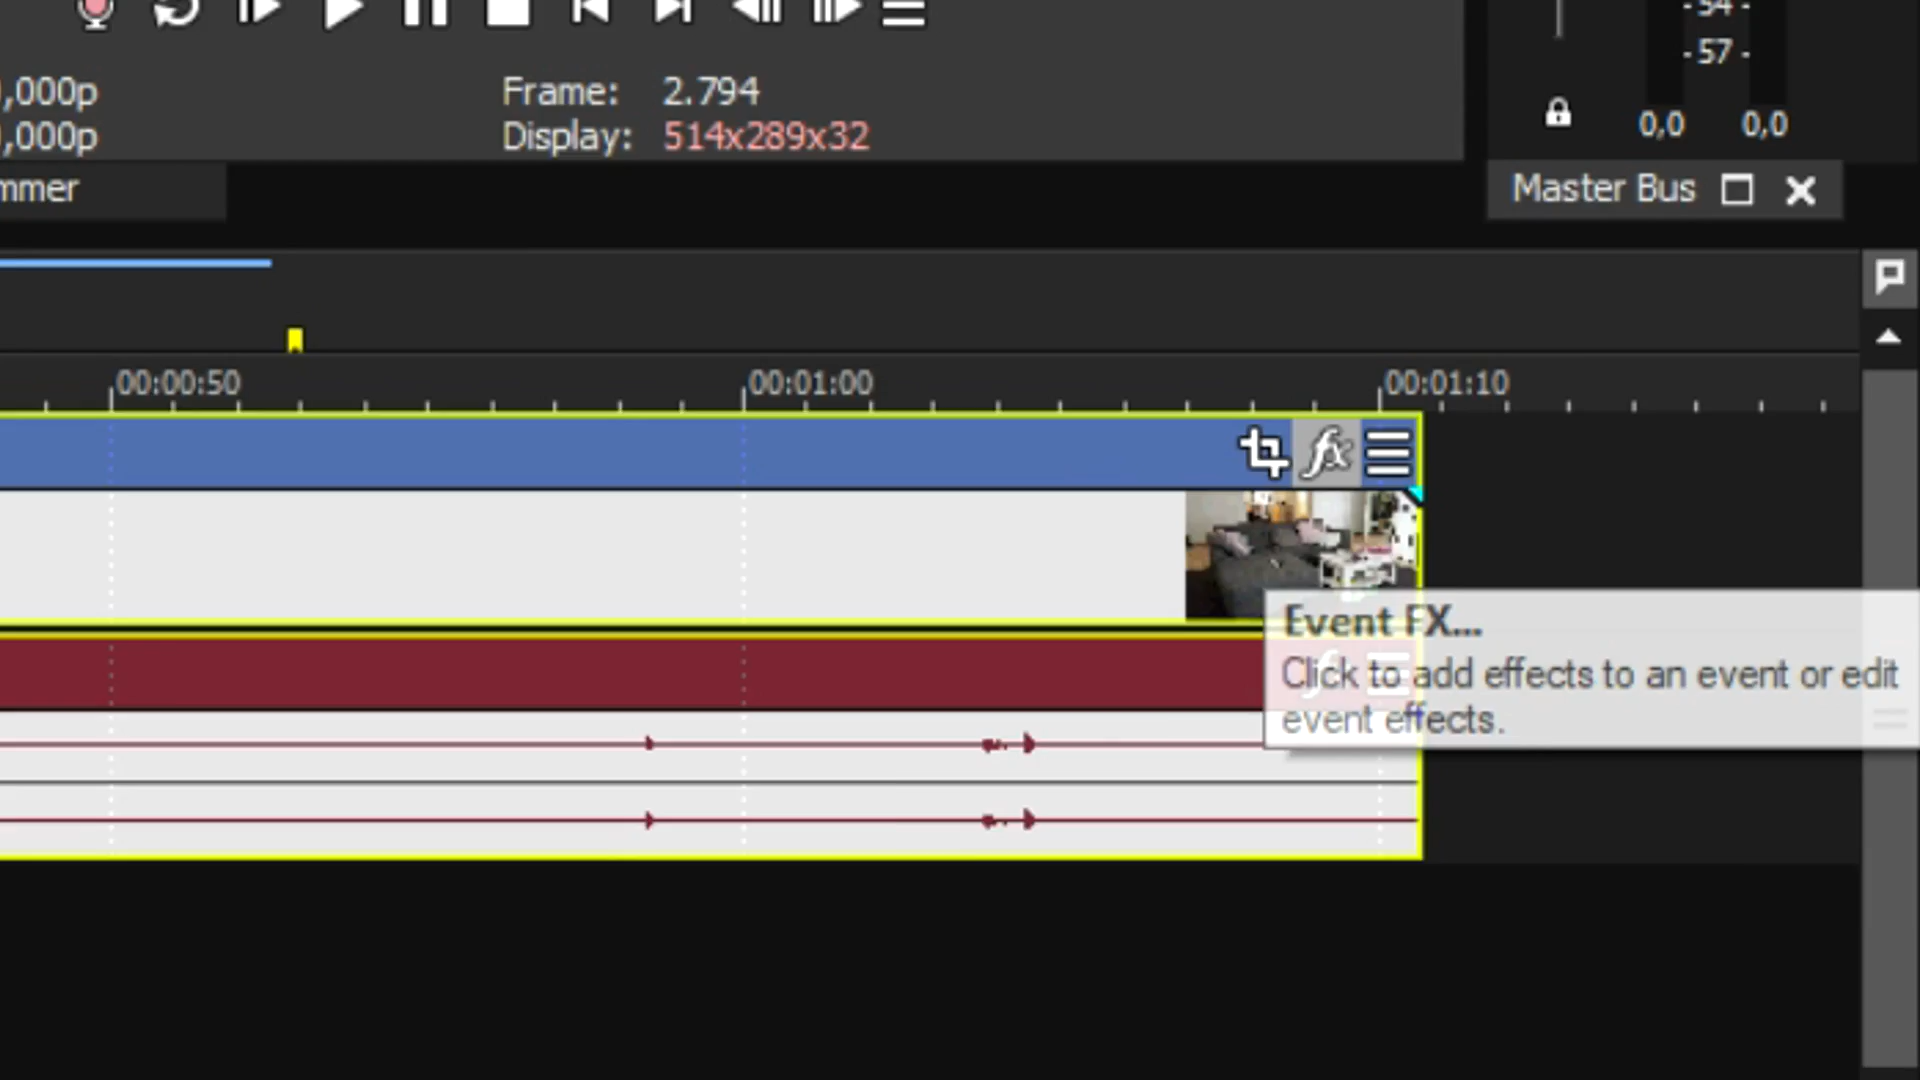 -54-
-57-
,000p
Frame: 2.794
,000p
Display: 514x289x32
0,0 0,0
mmer
Master Bus
00:00:50 00:01:00 00:01:10
fx
Event FX...
Click to add effects to an event or edit
event effects.